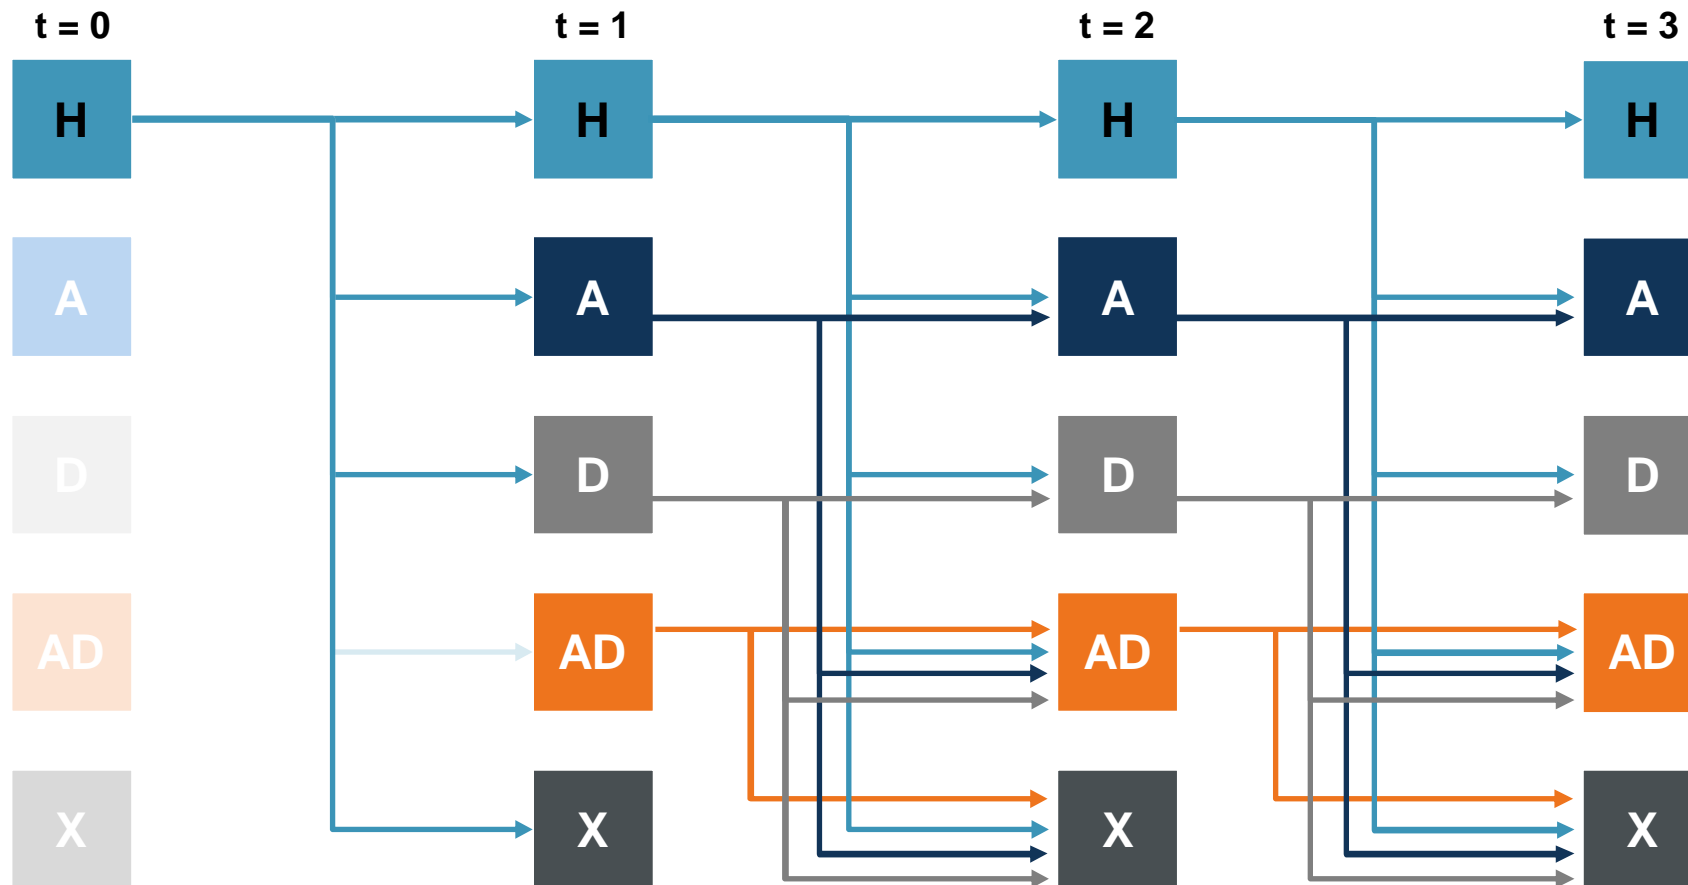 t = 0 t = 1 t = 2 t = 3
H H H H
A A A A
D D D D
AD AD AD AD
X X X X